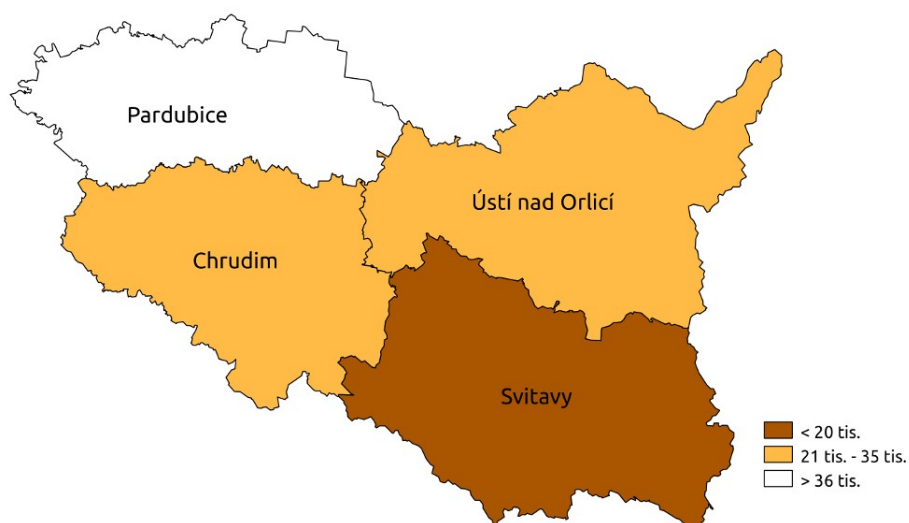 Pardubice
Ústí nad Orlicí
Chrudim
Svitavy
< 20 tis.
21 tis. - 35 tis.
> 36 tis.